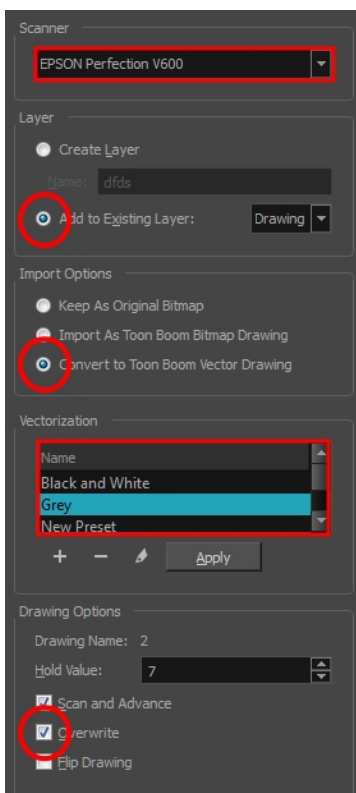 Scanner
EPSON Perfection V600
Layer
Create Layer
Name: dfds
Add to Existing Layer: Drawing
Import Options
Keep As Original Bitmap
Import As Toon Boom Bitmap Drawing
Convert to Toon Boom Vector Drawing
Vectorization
Name
Black and White
Grey
New Preset
Apply
Drawing Options
Drawing Name: 2
Hold Value: 7
Scan and Advance
Overwrite
Flip Drawing